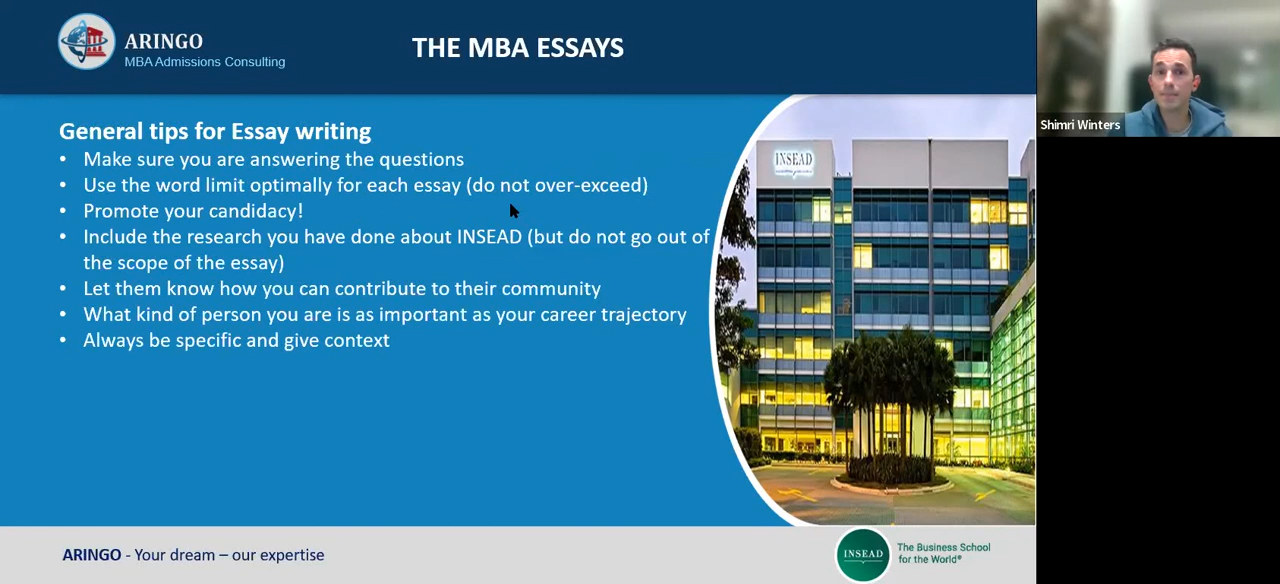 ARINGO
MBA Admissions Consulting
THE MBA ESSAYS
Shimri Winters
General tips for Essay writing
• Make sure you are answering the questions
• Use the word limit optimally for each essay (do not over-exceed)
• Promote your candidacy!
• Include the research you have done about INSEAD (but do not go out of
the scope of the essay)
• Let them know how you can contribute to their community
• What kind of person you are is as important as your career trajectory
• Always be specific and give context
INSEAD
ARINGO - Your dream – our expertise
INSEAD
The Business School
for the World®